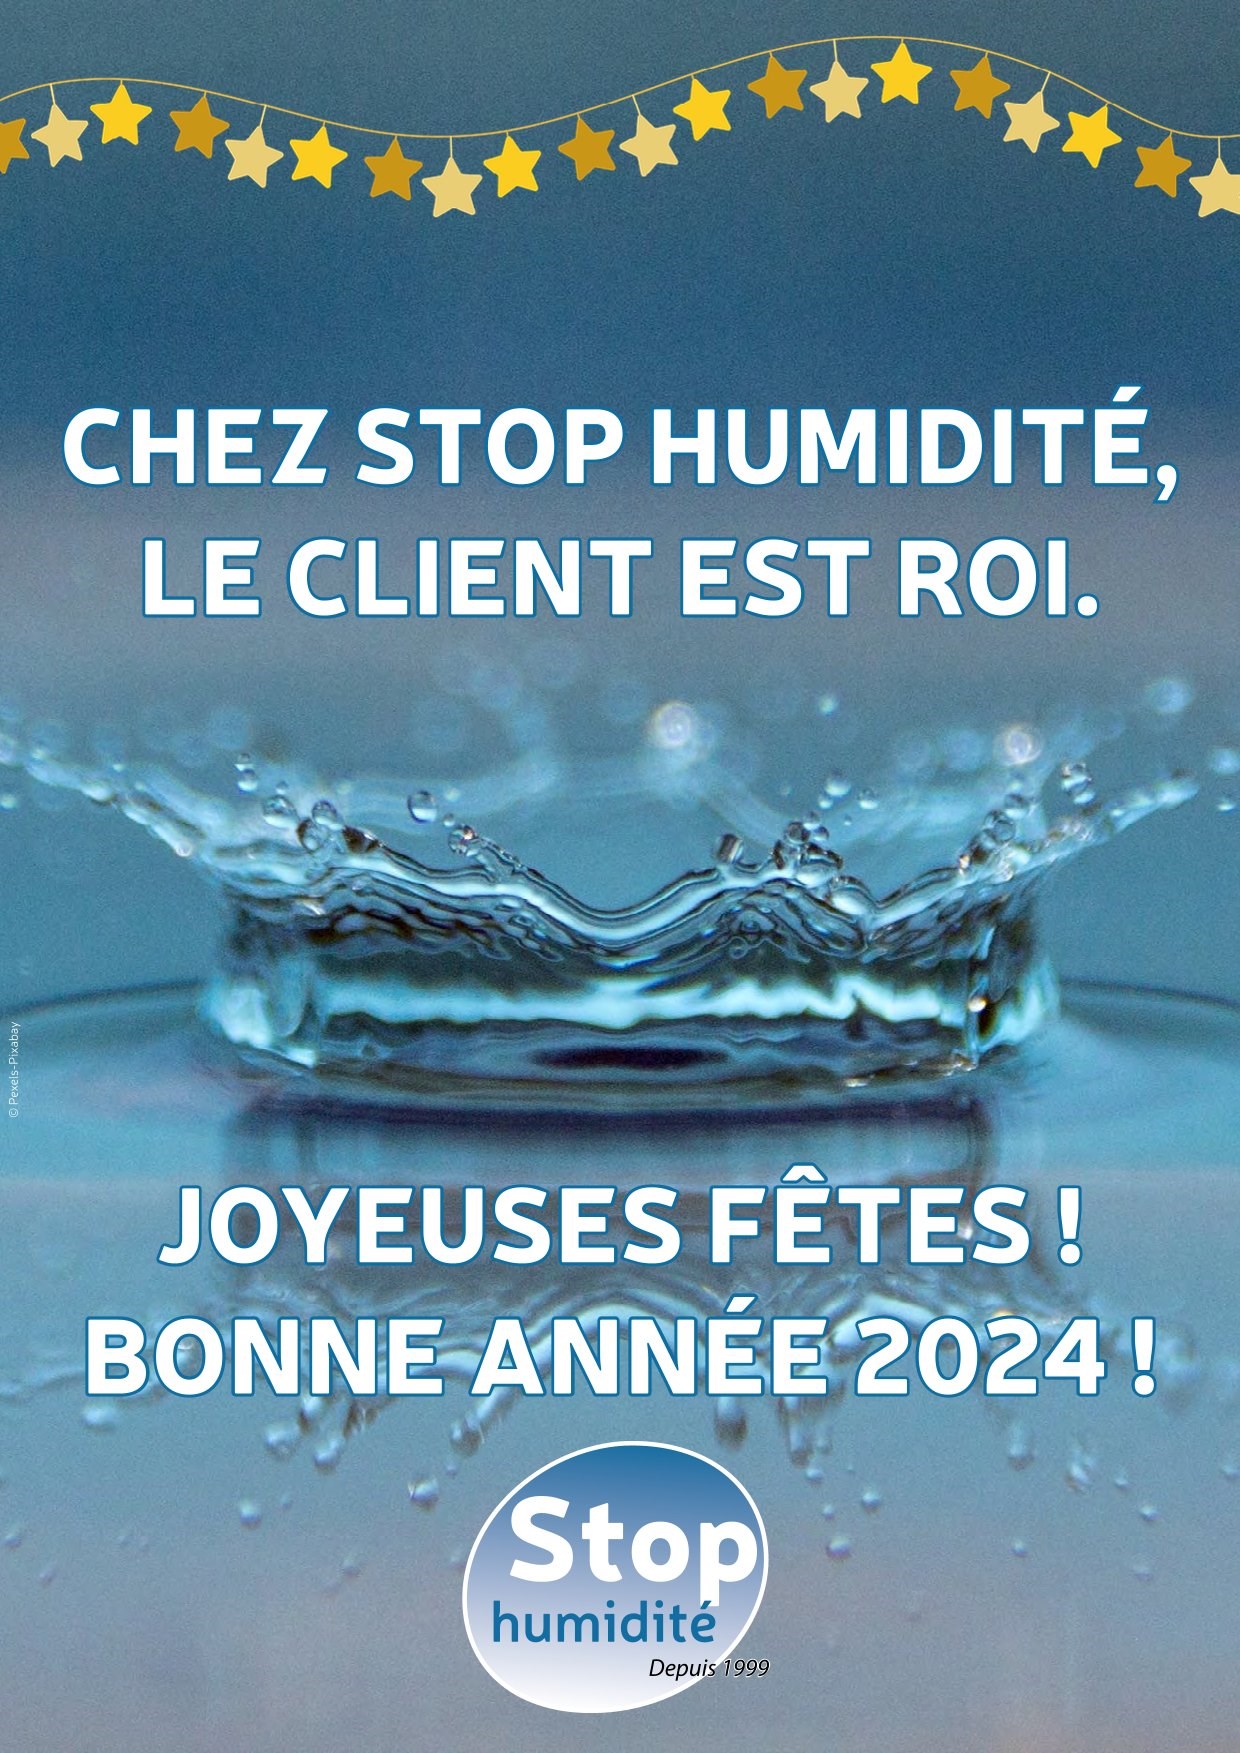 CHEZ STOP HUMIDITÉ,
LE CLIENT EST ROI.
© Pexels-Pixabay
JOYEUSES FÊTES !
BONNE ANNÉE 2024 !
Stop
humidité
Depuis 1999